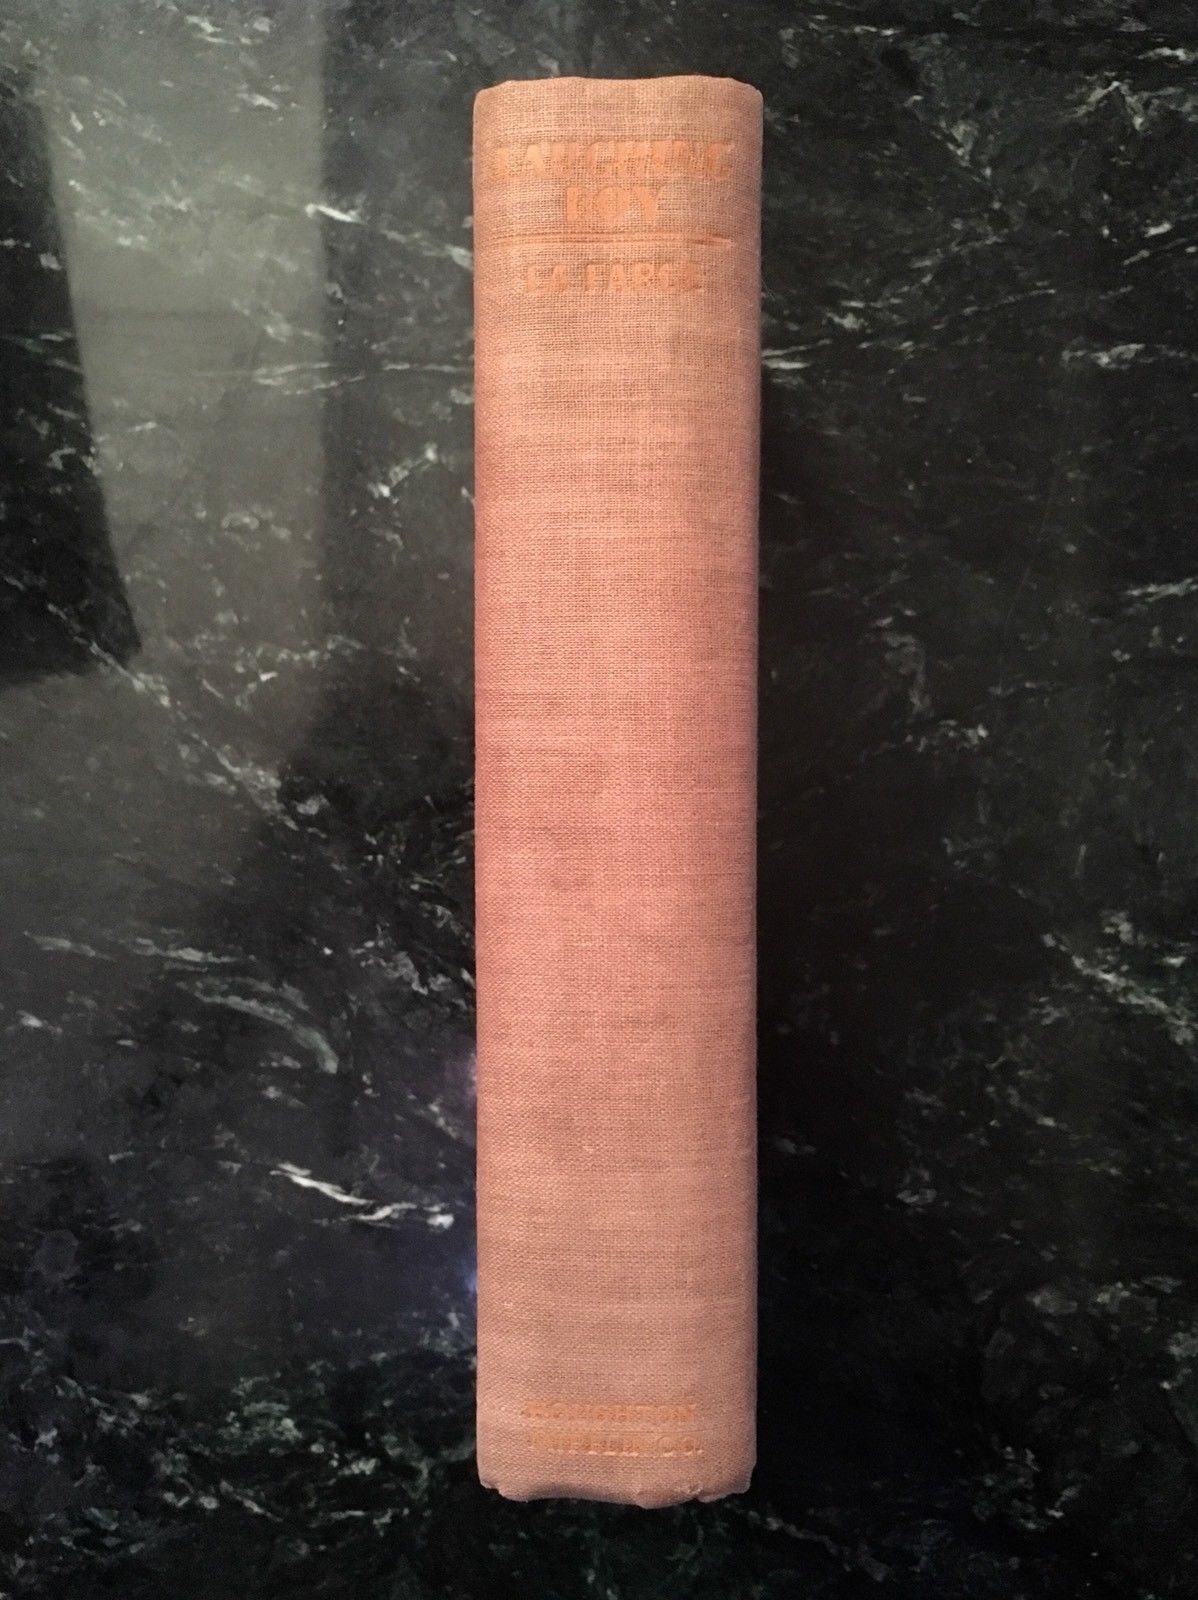 LAUGHING
BOY
LA FARGE
HOUGHTON
MIFFLIN CO.